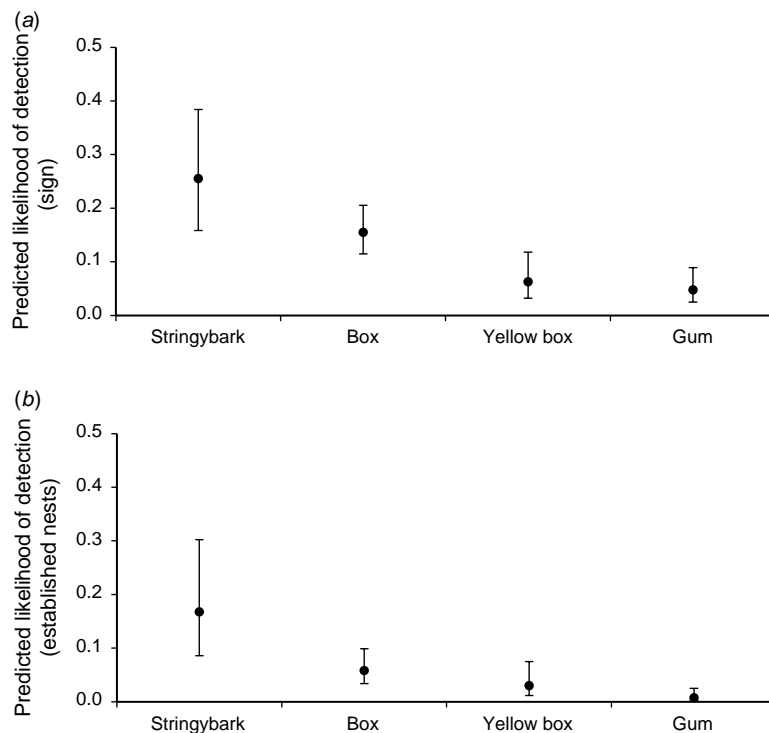 (a)
0.5
0.4
0.3
0.2
0.1
0.0
Predicted likelihood of detection
(sign)
Stringybark Box Yellow box Gum
(b)
0.5
0.4
0.3
0.2
0.1
0.0
Predicted likelihood of detection
(established nests)
Stringybark Box Yellow box Gum